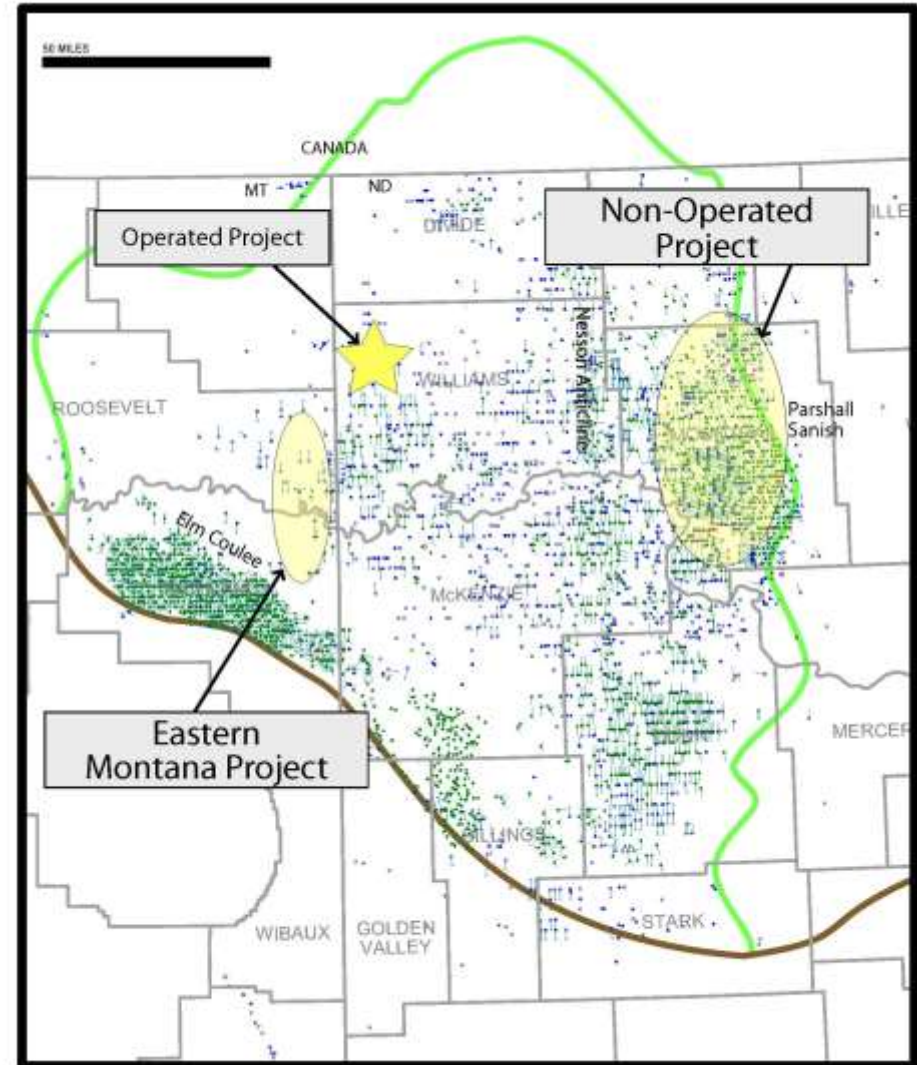 50 MILES
CANADA
MT
ND
Operated Project
Non-Operated
Project
DIVIDE
ILLE
Nesson Anticline
WILLIAMS
ROOSEVELT
Parshall
Sanish
Elm Coulee
McKENZIE
Eastern
Montana Project
MERCER
BILLINGS
WIBAUX
GOLDEN
VALLEY
STARK